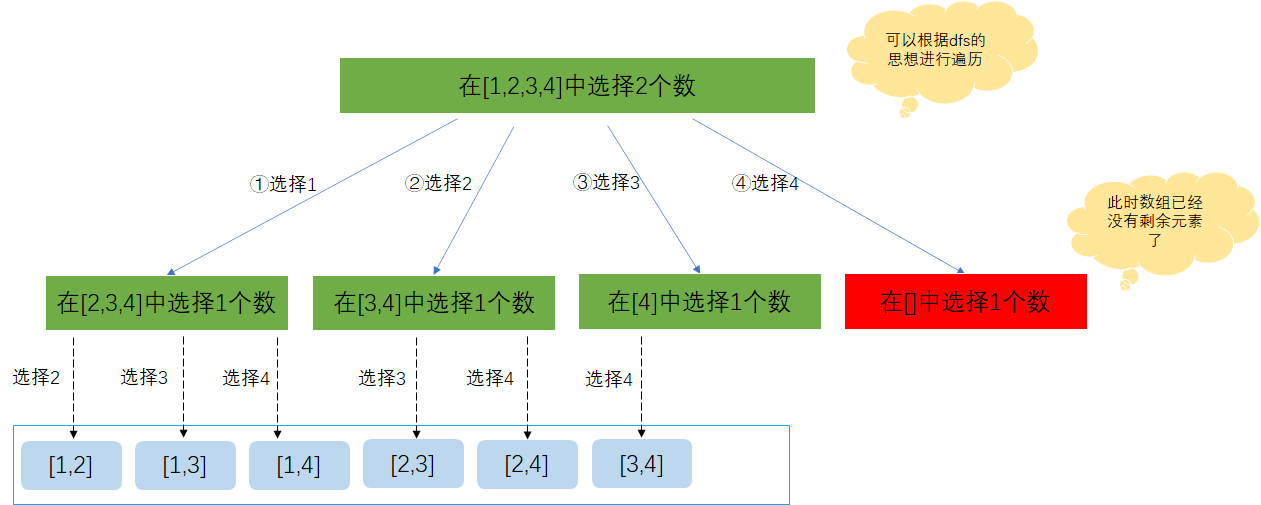 可以根据dfs的
思想进行遍历
在[1,2,3,4]中选择2个数
①选择1
②选择2
③选择3
④选择4
此时数组已经
没有剩余元素
了
在[2,3,4]中选择1个数
在[3,4]中选择1个数
在[4]中选择1个数
在[]中选择1个数
选择2
选择3
选择4
选择3
选择4
选择4
[1,2]
[1,3]
[1,4]
[2,3]
[2,4]
[3,4]